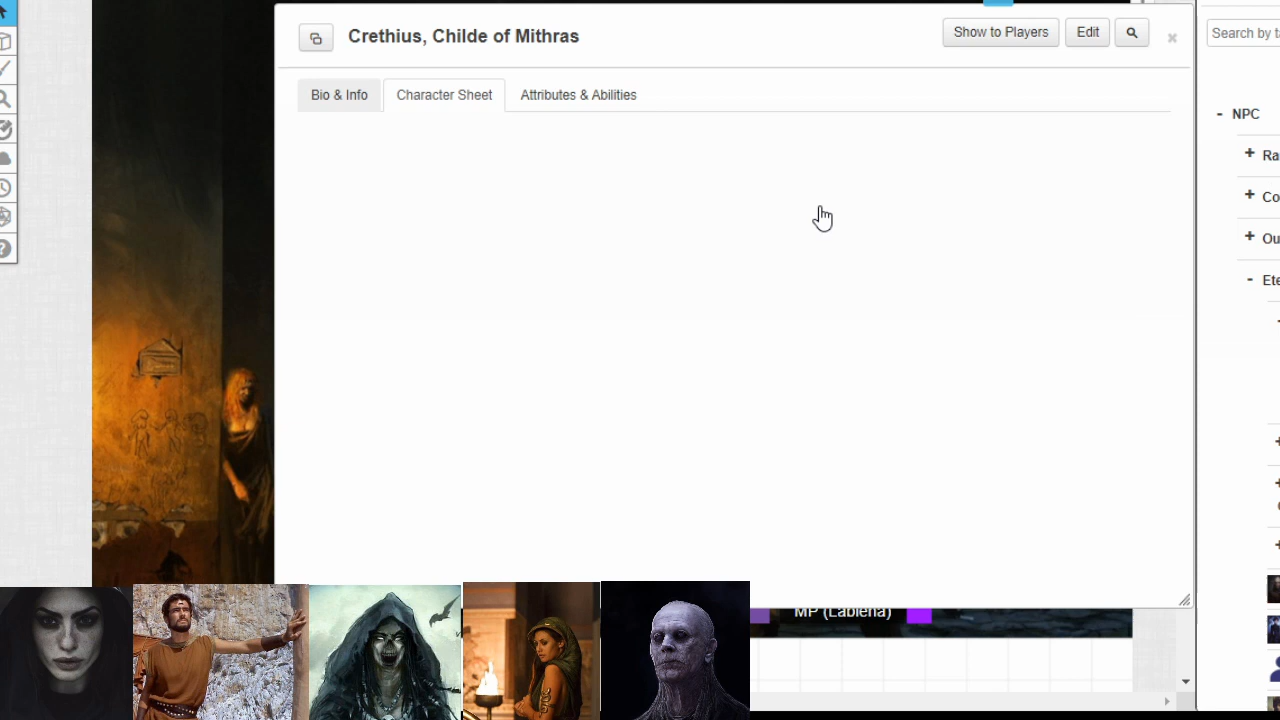 Crethius, Childe of Mithras
Show to Players
Edit
Search by
Bio & Info
Character Sheet
Attributes & Abilities
- NPC
+ Ra
+ Co
+ Ou
- Ete
MP (Labiena)